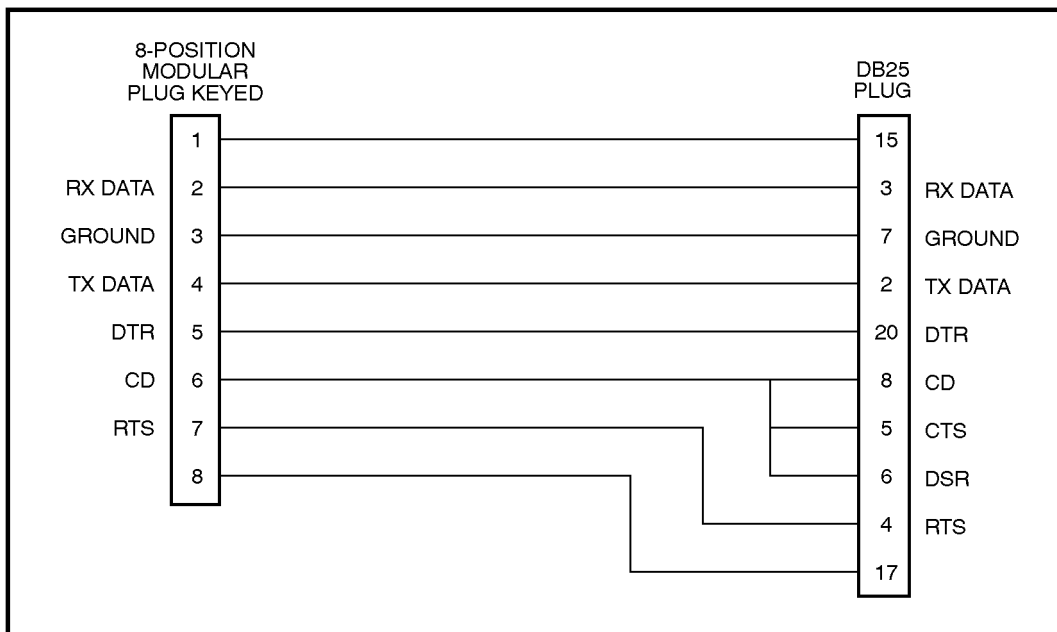 8-POSITION
MODULAR
PLUG KEYED
DB25
PLUG
1 15
RX DATA 2 3 RX DATA
GROUND 3 7 GROUND
TX DATA 4 2 TX DATA
DTR 5 20 DTR
CD 6 8 CD
RTS 7 5 CTS
8 6 DSR
4 RTS
17